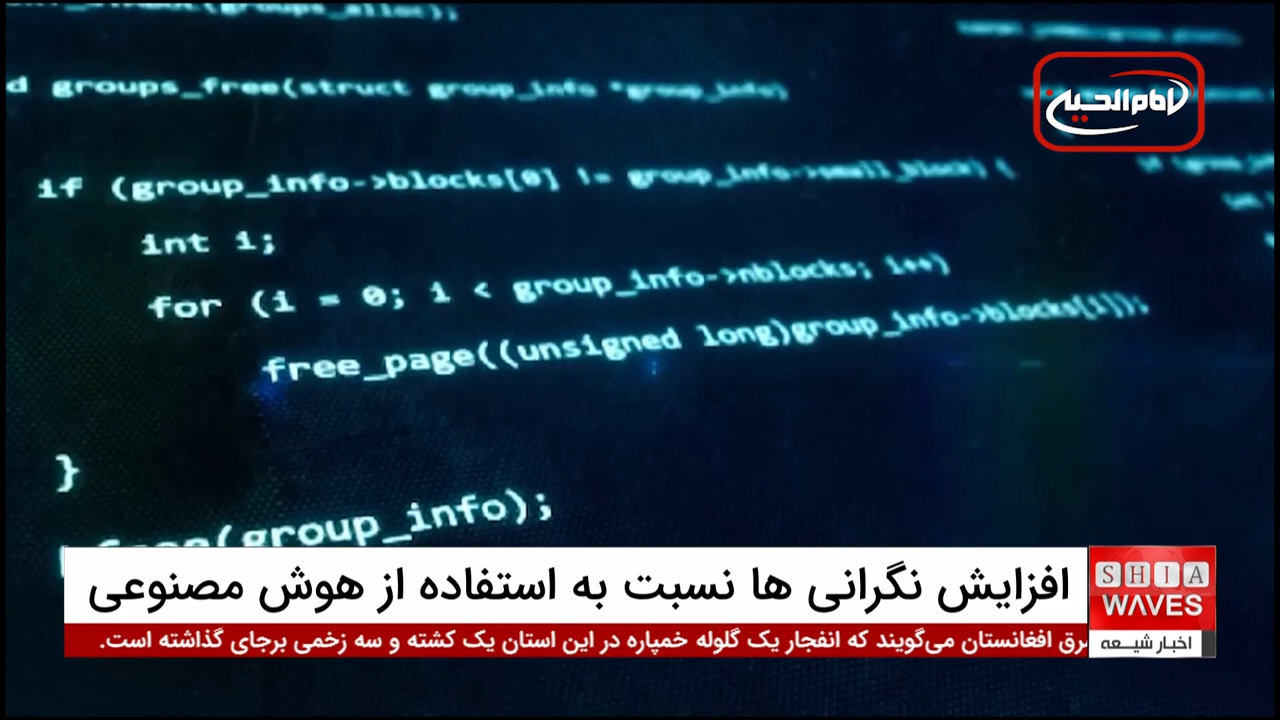 (groups_alloc);
groups_free(struct group_info *group_info)
if (group_info->blocks[0] != group_info->small_block) {
int i;
for (i = 0; i < group_info->nblocks; i++)
free_page((unsigned long)group_info->blocks[i]);
}
(group_info);
امام‌الحسین
افزایش نگرانی ها نسبت به استفاده از هوش مصنوعی
SHIA
WAVES
افغانستان می‌گویند که انفجار یک گلوله خمپاره در این استان یک کشته و سه زخمی برجای گذاشته است.
اخبار شیعه